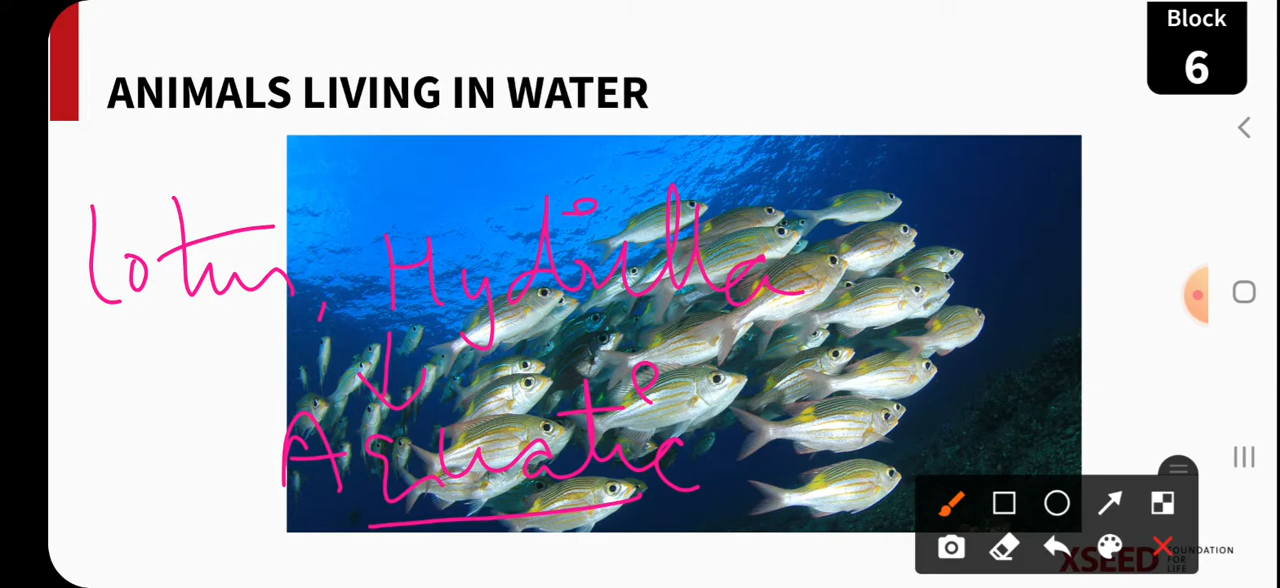 Block
6
ANIMALS LIVING IN WATER
Lotus, Hydrilla
Aquatic
XSEED FOUNDATION
FOR
LIFE